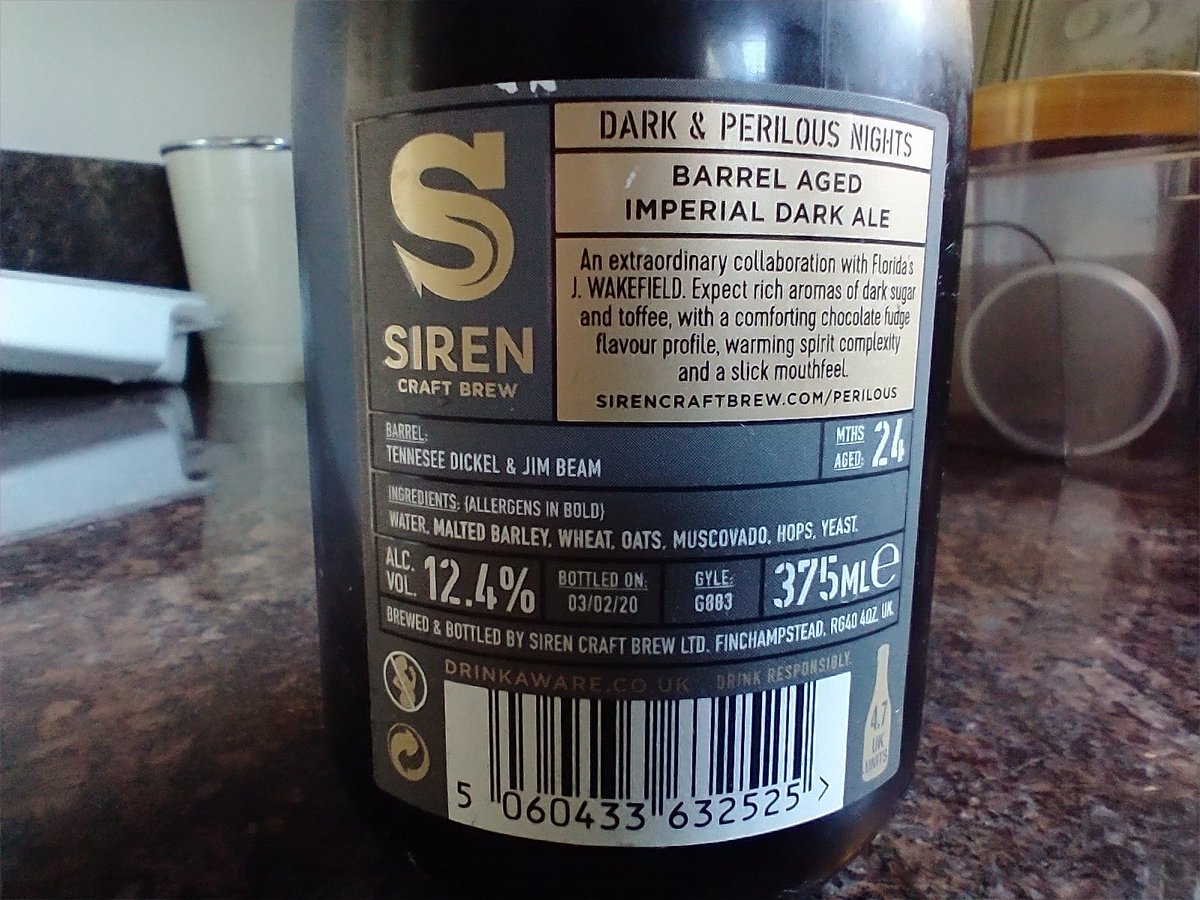 S
SIREN
CRAFT BREW
DARK & PERILOUS NIGHTS
BARREL AGED
IMPERIAL DARK ALE
An extraordinary collaboration with Florida's
J. WAKEFIELD. Expect rich aromas of dark sugar
and toffee, with a comforting chocolate fudge
flavour profile, warming spirit complexity
and a slick mouthfeel.
SIRENCRAFTBREW.COM/PERILOUS
BARREL:
TENNESEE DICKEL & JIM BEAM
MTHS
AGED: 24
INGREDIENTS: (ALLERGENS IN BOLD)
WATER, MALTED BARLEY, WHEAT, OATS, MUSCOVADO, HOPS, YEAST.
ALC.
VOL. 12.4%
BOTTLED ON:
03/02/20
GYLE:
G003
375MLe
BREWED & BOTTLED BY SIREN CRAFT BREW LTD. FINCHAMPSTEAD. RG40 4QZ. UK.
DRINKAWARE.CO.UK DRINK RESPONSIBLY.
4.7
UK
UNITS
5 060433 632525 >